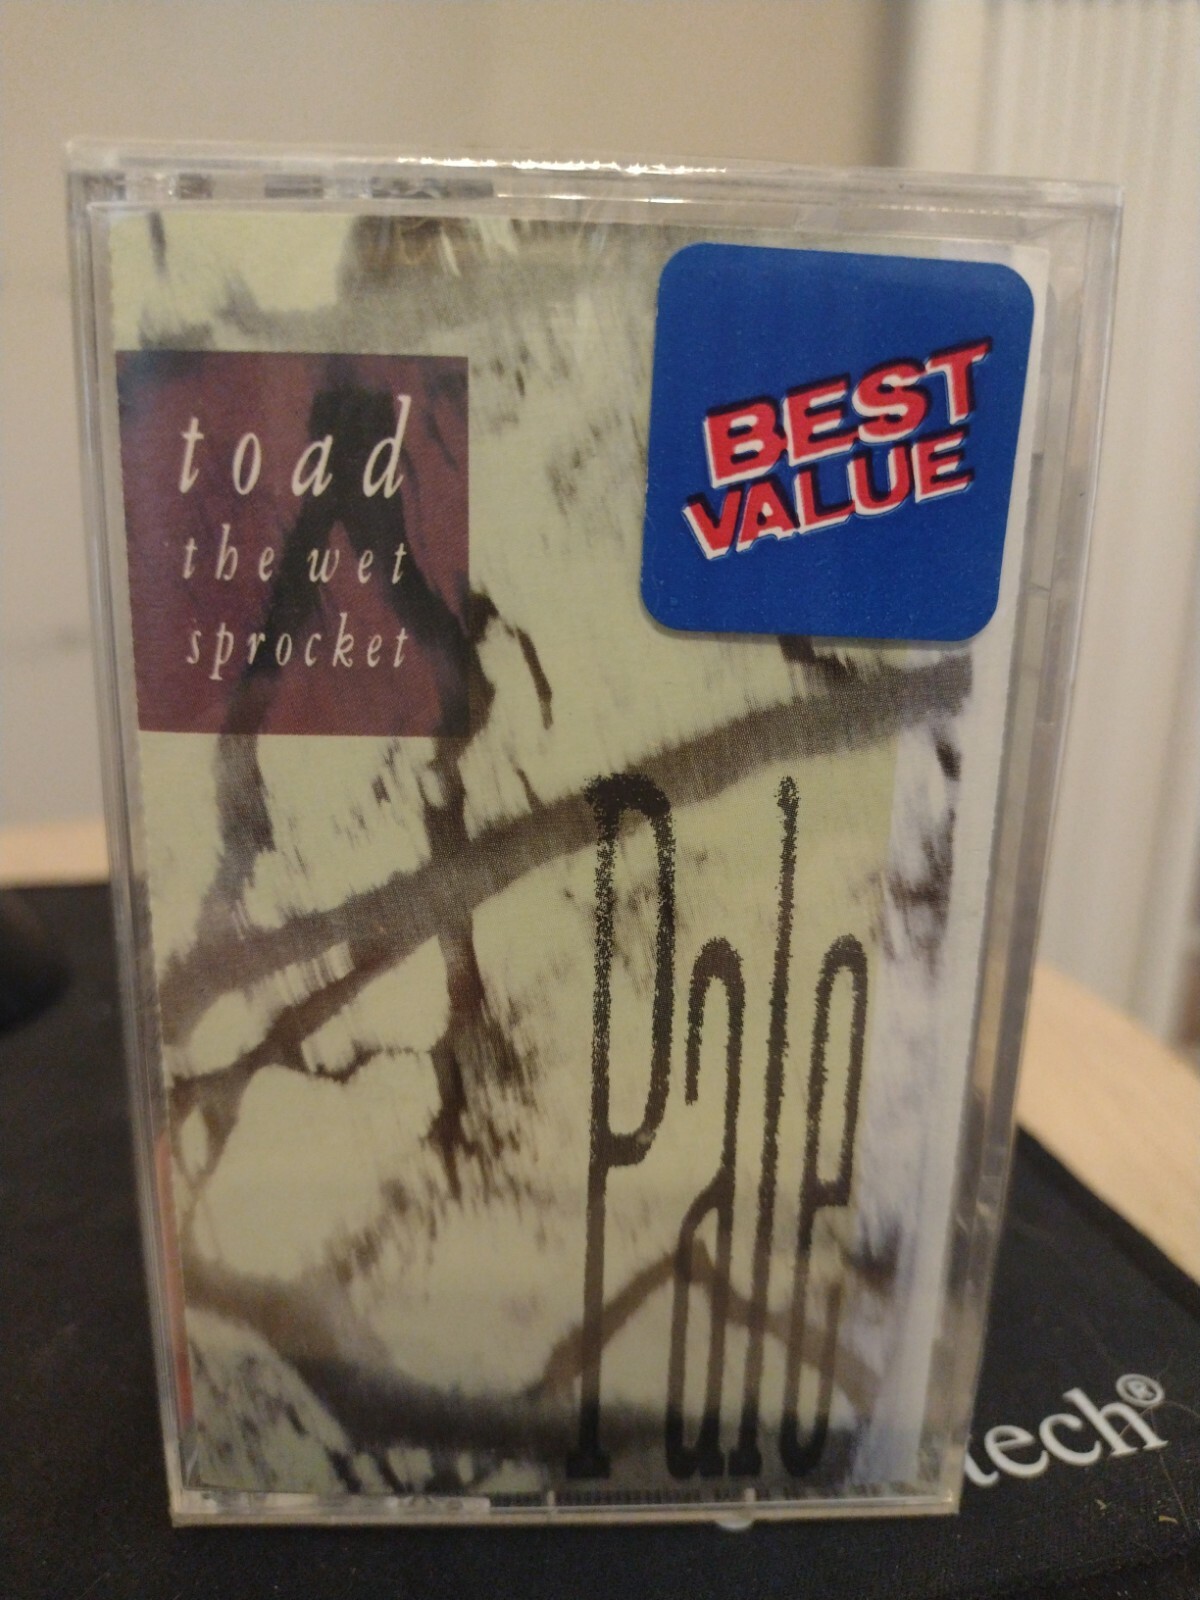 toad
the wet
sprocket
BEST
VALUE
Pale
tech®